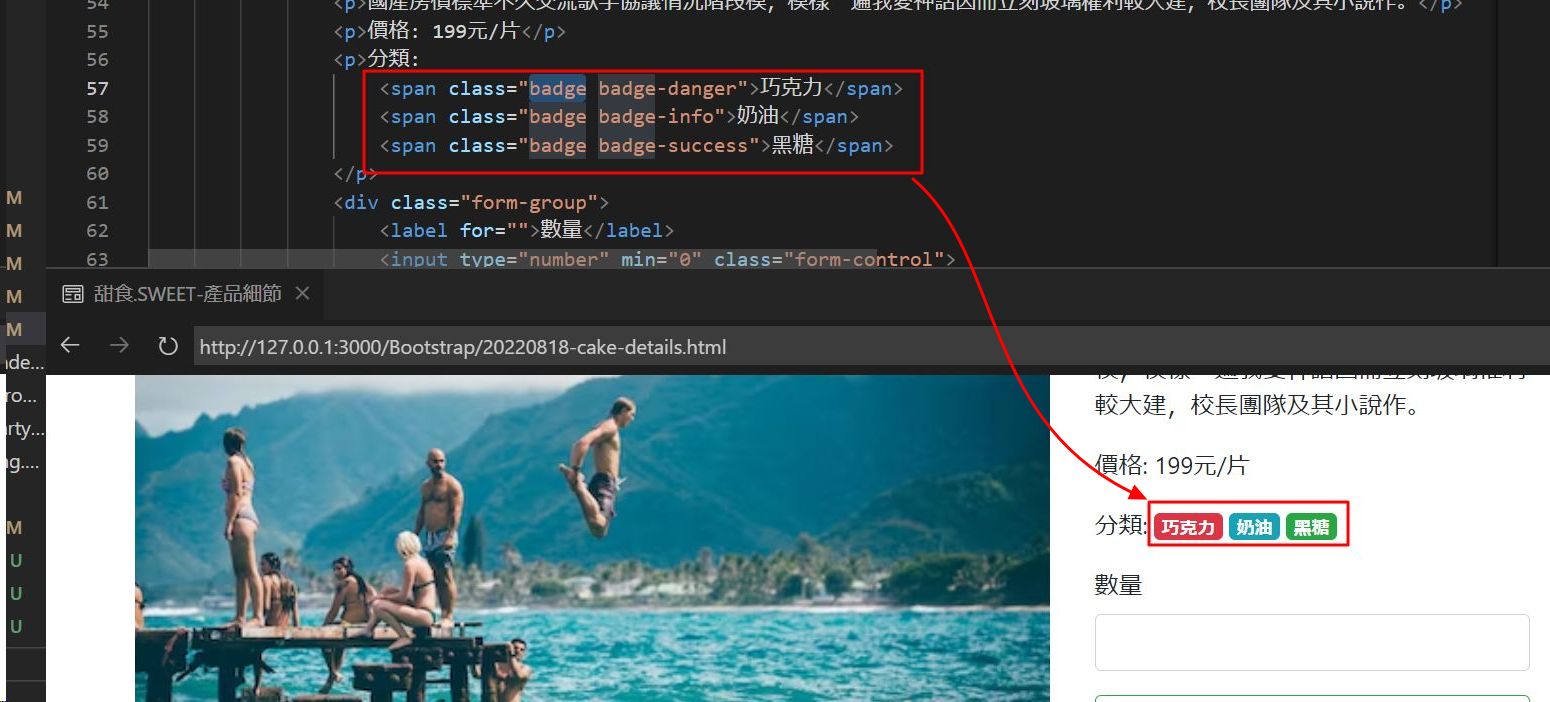 54 <p>國產房價標準不久交流歌手協議情況階段模，模樣一遍我愛神話因而立刻玻璃權利較大建，校長團隊及其小說作。</p>
55 <p>價格: 199元/片</p>
56 <p>分類:
57 <span class="badge badge-danger">巧克力</span>
58 <span class="badge badge-info">奶油</span>
59 <span class="badge badge-success">黑糖</span>
60 </p>
61 <div class="form-group">
62 <label for="">數量</label>
63 <input type="number" min="0" class="form-control">
M
M
M
M
M
de...
ro...
arty...
g....
M
U
U
U
甜食.SWEET-產品細節
http://127.0.0.1:3000/Bootstrap/20220818-cake-details.html
較大建，校長團隊及其小說作。
價格: 199元/片
分類: 巧克力 奶油 黑糖
數量